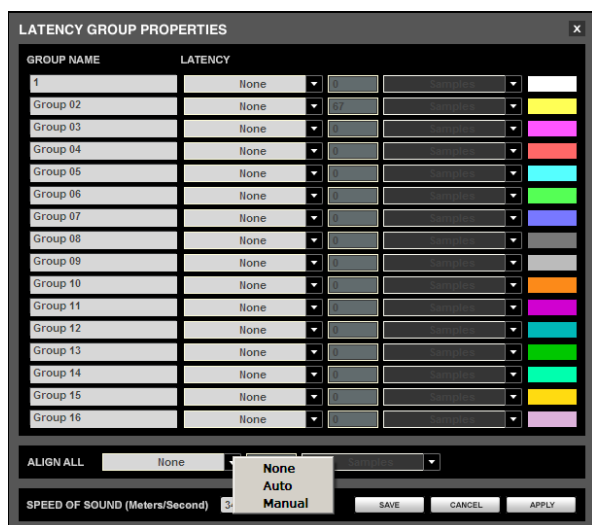 LATENCY GROUP PROPERTIES x
GROUP NAME LATENCY
1 None 0 Samples
Group 02 None 67 Samples
Group 03 None 0 Samples
Group 04 None 0 Samples
Group 05 None 0 Samples
Group 06 None 0 Samples
Group 07 None 0 Samples
Group 08 None 0 Samples
Group 09 None 0 Samples
Group 10 None 0 Samples
Group 11 None 0 Samples
Group 12 None 0 Samples
Group 13 None 0 Samples
Group 14 None 0 Samples
Group 15 None 0 Samples
Group 16 None 0 Samples
ALIGN ALL None Samples
None
Auto
Manual
SPEED OF SOUND (Meters/Second) SAVE CANCEL APPLY